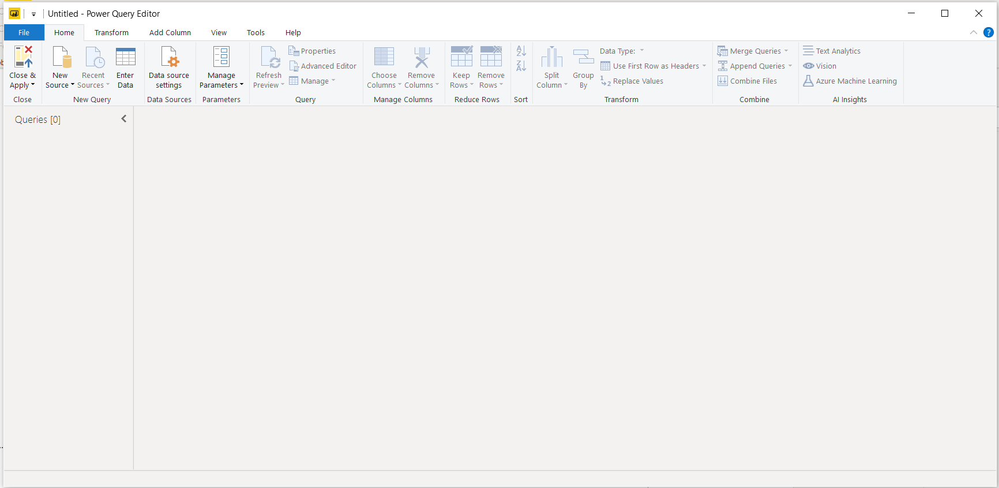 Untitled - Power Query Editor
File Home Transform Add Column View Tools Help
Close & Apply
Close
New Source
Recent Sources
Enter Data
New Query
Data source settings
Data Sources
Manage Parameters
Parameters
Refresh Preview
Properties
Advanced Editor
Manage
Query
Choose Columns
Remove Columns
Manage Columns
Keep Rows
Remove Rows
Reduce Rows
Sort
Split Column
Group By
Data Type:
Use First Row as Headers
Replace Values
Transform
Merge Queries
Append Queries
Combine Files
Combine
Text Analytics
Vision
Azure Machine Learning
AI Insights
Queries [0]